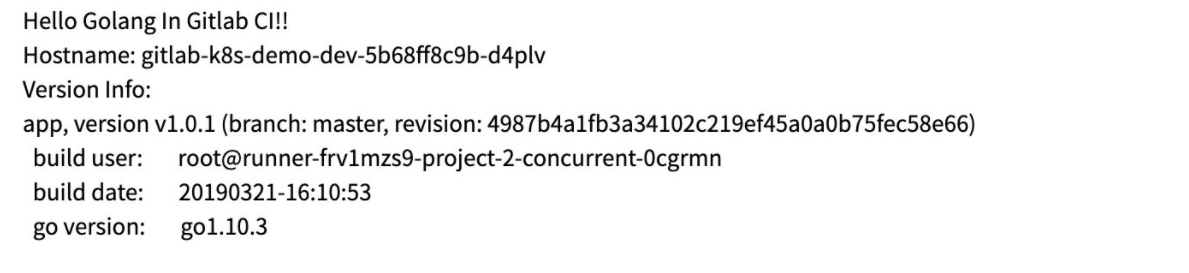 Hello Golang In Gitlab CI!!
Hostname: gitlab-k8s-demo-dev-5b68ff8c9b-d4plv
Version Info:
app, version v1.0.1 (branch: master, revision: 4987b4a1fb3a34102c219ef45a0a0b75fec58e66)
build user: root@runner-frv1mzs9-project-2-concurrent-0cgrmn
build date: 20190321-16:10:53
go version: go1.10.3